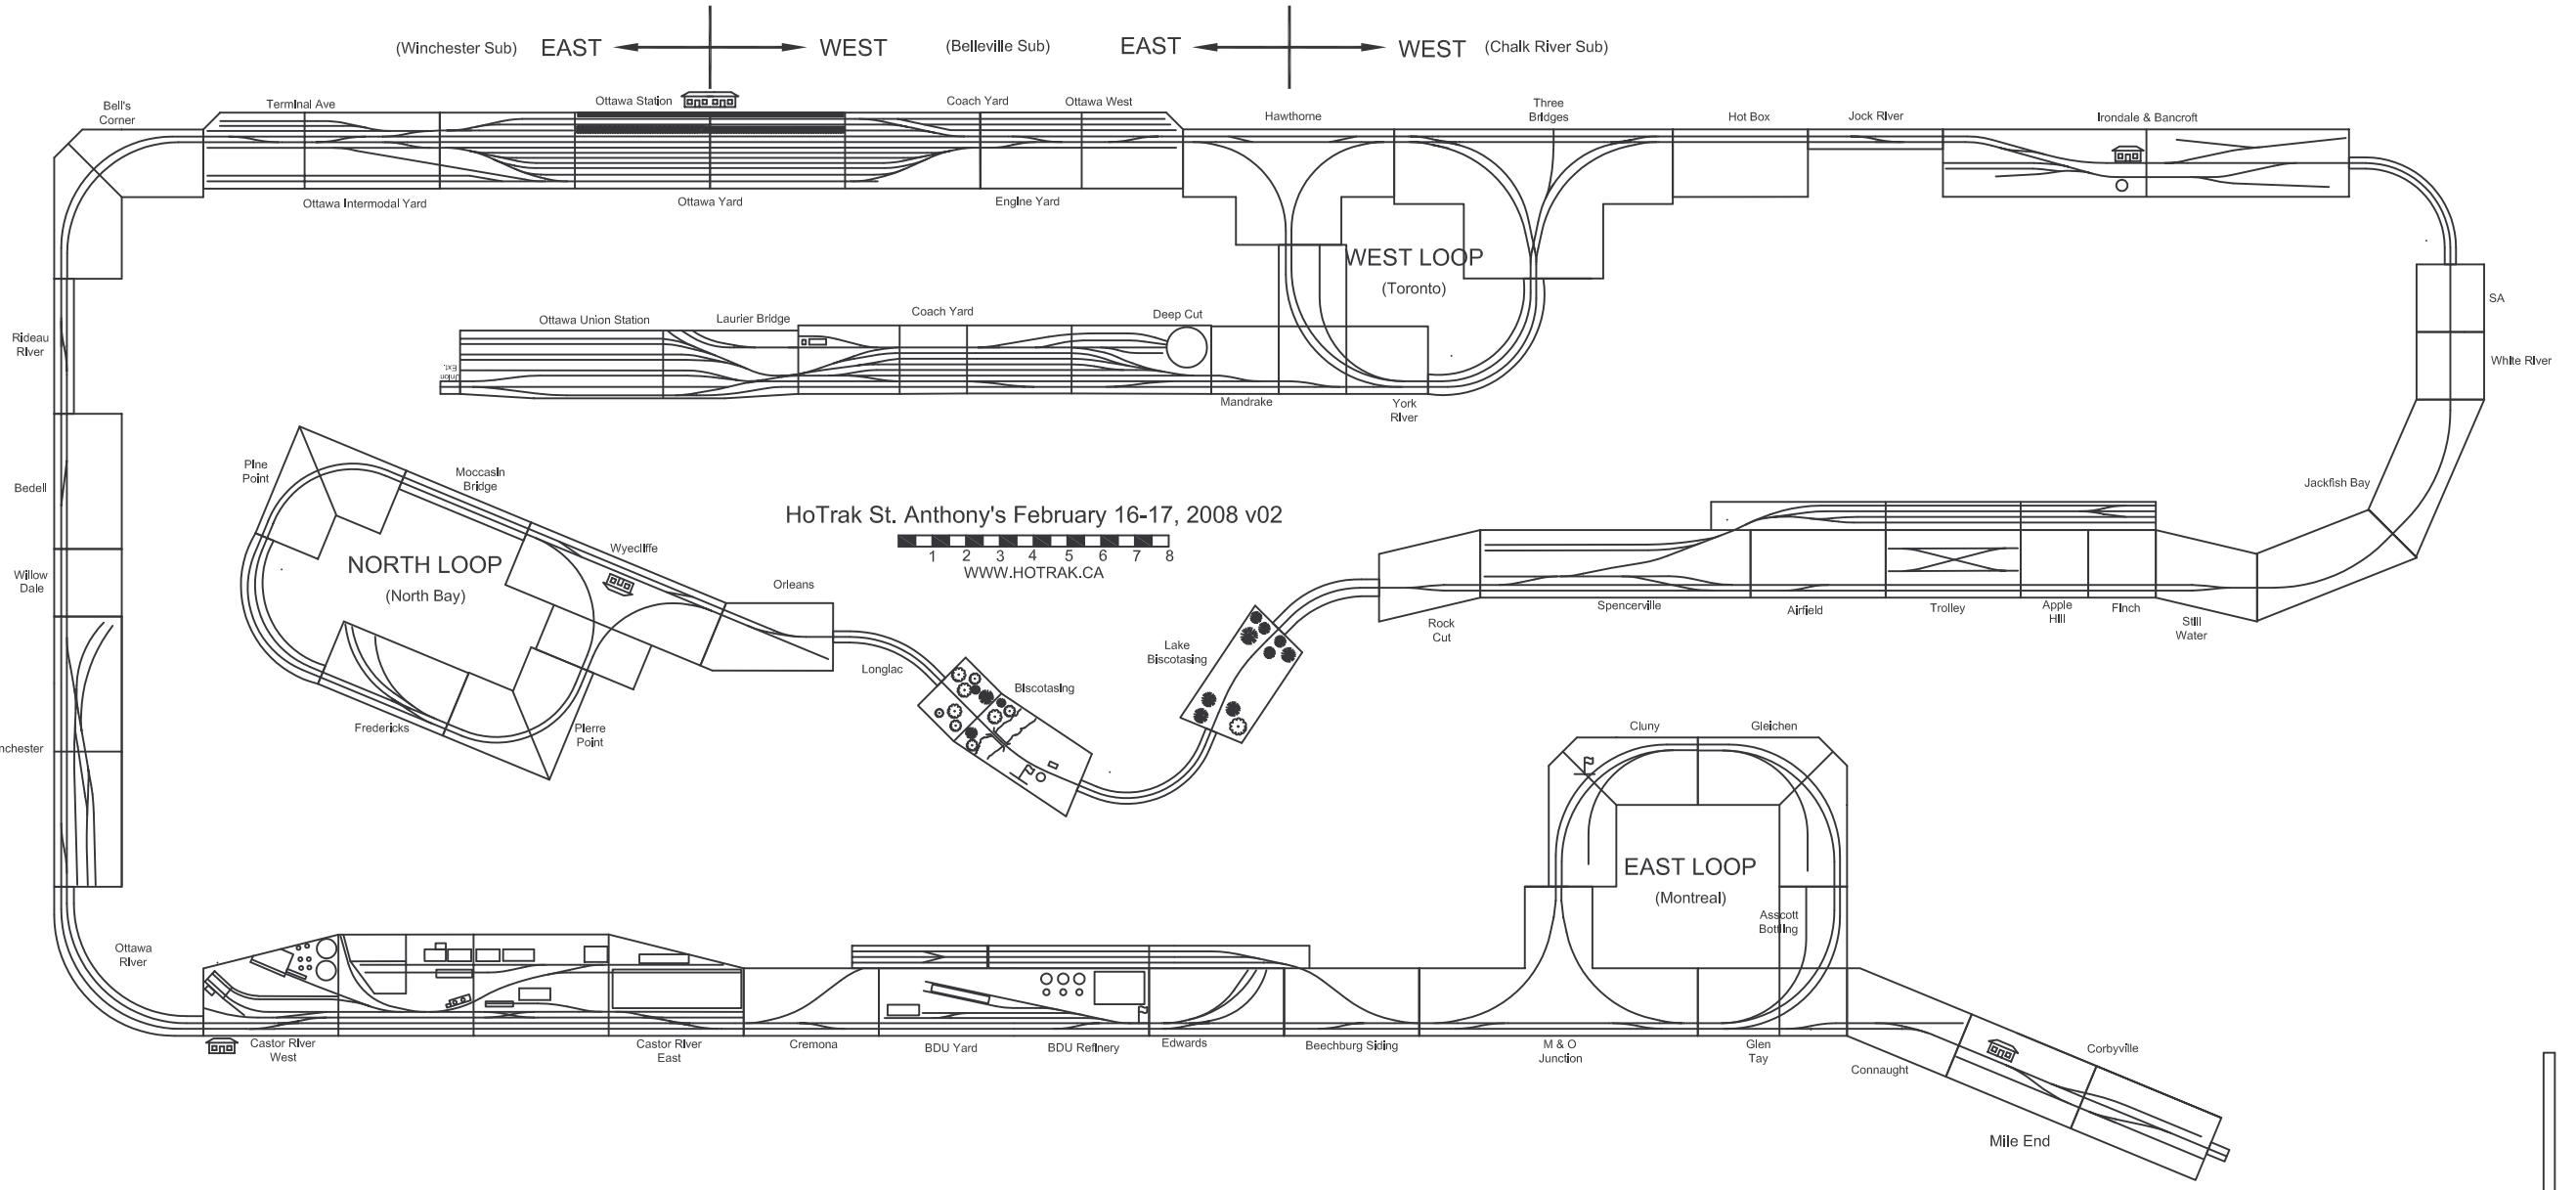 (Winchester Sub) EAST WEST (Belleville Sub) EAST WEST (Chalk River Sub)
Bell's
Corner
Terminal Ave
Ottawa Station
Coach Yard
Ottawa West
Hawthorne
Three
Bridges
Hot Box
Jock River
Irondale & Bancroft
Ottawa Intermodal Yard
Ottawa Yard
Engine Yard
WEST LOOP
(Toronto)
SA
Rideau
River
Ottawa Union Station
Laurier Bridge
Coach Yard
Deep Cut
White River
Union
Ext.
Mandrake
York
River
Pine
Point
Moccasin
Bridge
Bedell
Jackfish Bay
HoTrak St. Anthony's February 16-17, 2008 v02
1 2 3 4 5 6 7 8
WWW.HOTRAK.CA
Wyecliffe
NORTH LOOP
(North Bay)
Orleans
Willow
Dale
Spencerville
Airfield
Trolley
Apple
Hill
Finch
Rock
Cut
Still
Water
Lake
Biscotasing
Longlac
Biscotasing
Fredericks
Pierre
Point
nchester
Cluny
Gleichen
EAST LOOP
(Montreal)
Asscott
Bottling
Ottawa
River
Castor River
West
Castor River
East
Cremona
BDU Yard
BDU Refinery
Edwards
Beechburg Siding
M & O
Junction
Glen
Tay
Connaught
Corbyville
Mile End